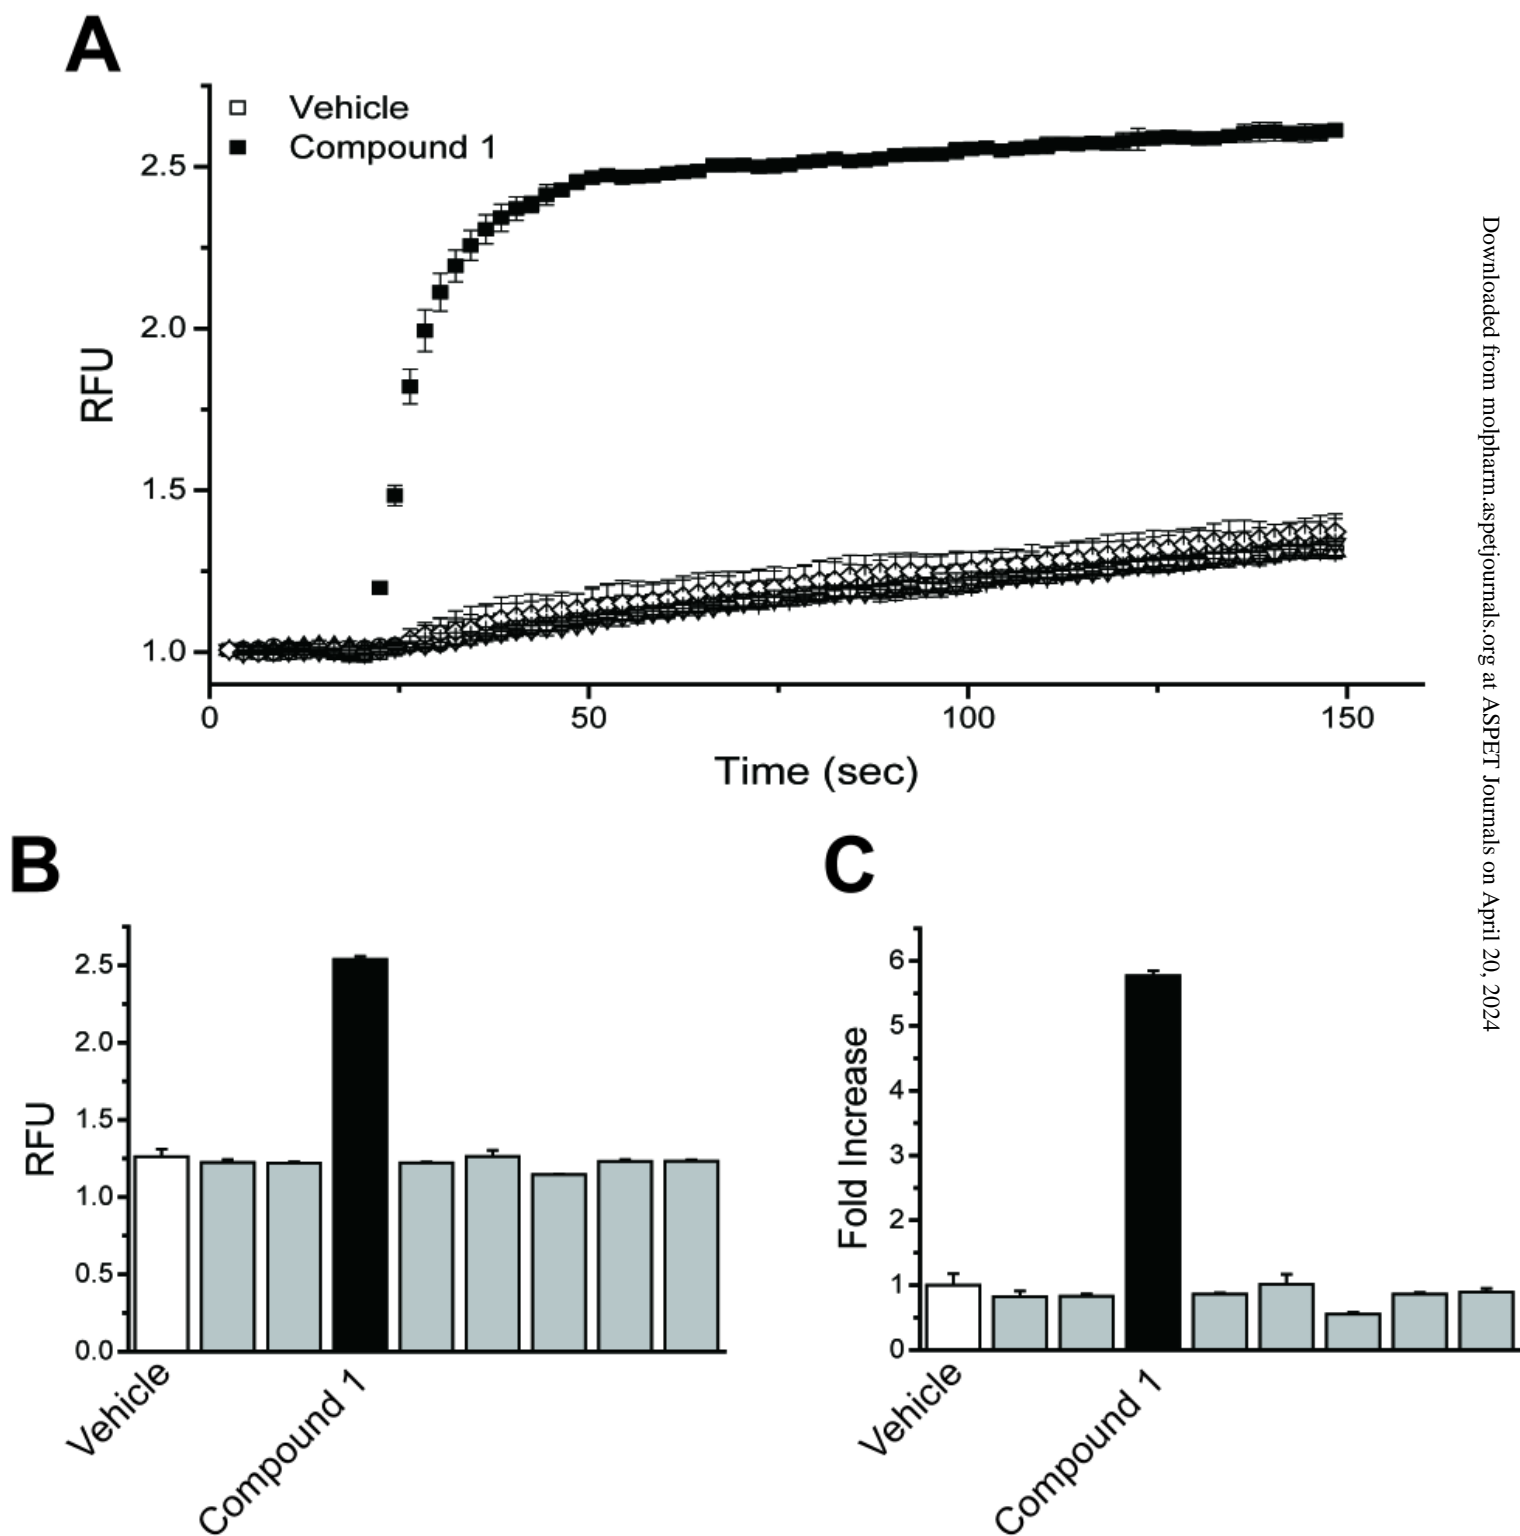 A
Vehicle
Compound 1
2.5
2.0
1.5
1.0
RFU
0
50
100
150
Time (sec)
B
2.5
2.0
1.5
1.0
0.5
0.0
RFU
Vehicle
Compound 1
C
6
5
4
3
2
1
0
Fold Increase
Vehicle
Compound 1
Downloaded from molpharm.aspetjournals.org at ASPET Journals on April 20, 2024